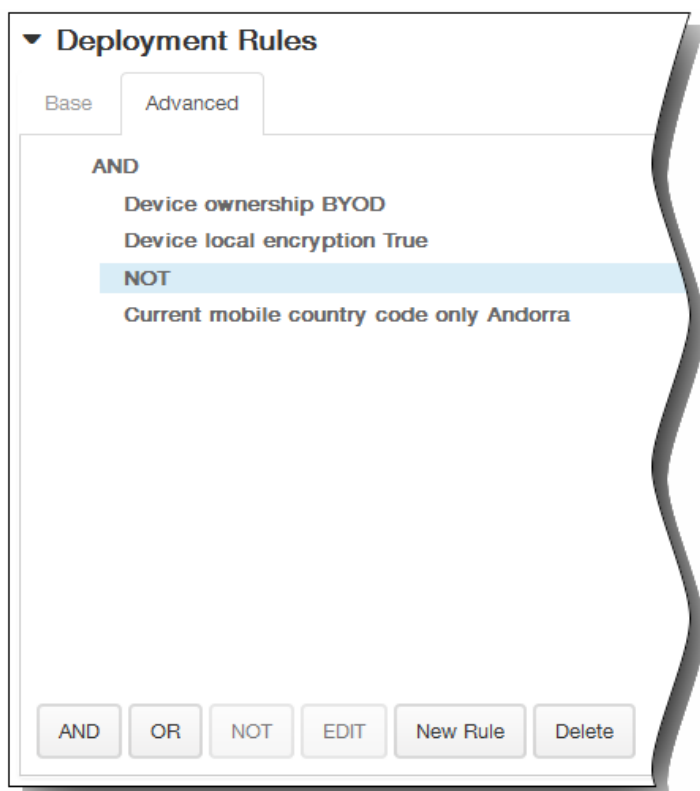 Deployment Rules
Base Advanced
AND
Device ownership BYOD
Device local encryption True
NOT
Current mobile country code only Andorra
AND OR NOT EDIT New Rule Delete